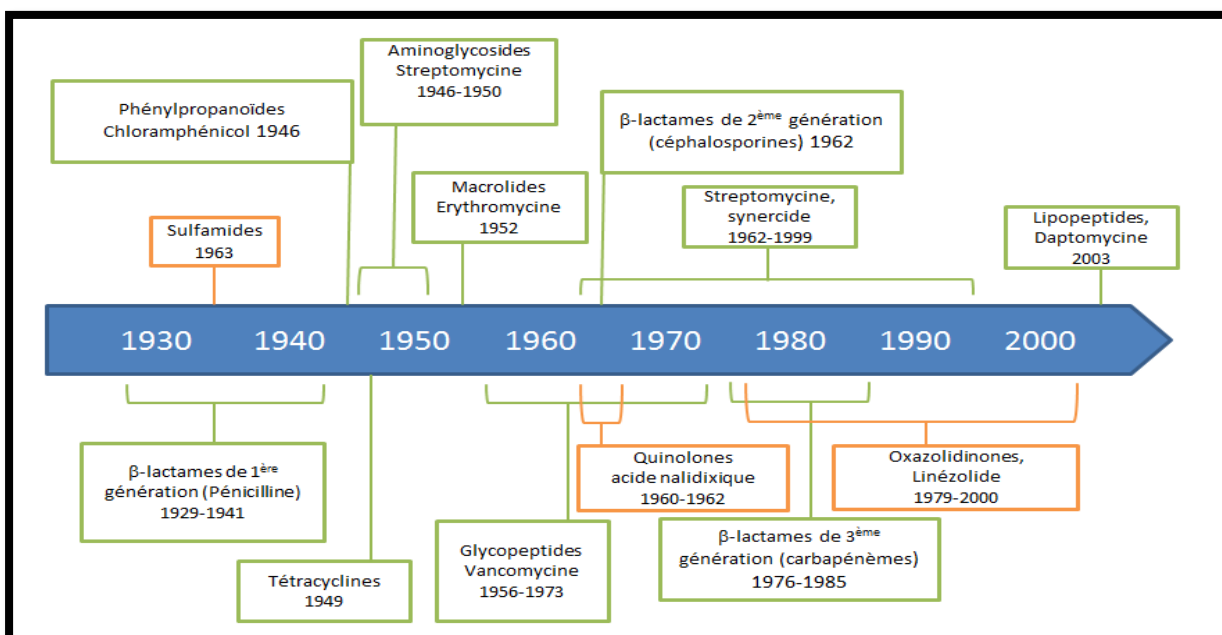 Aminoglycosides
Streptomycine
1946-1950
Phénylpropanoïdes
Chloramphénicol 1946
β-lactames de 2ème génération
(céphalosporines) 1962
Macrolides
Erythromycine
1952
Streptomycine,
synercide
1962-1999
Lipopeptides,
Daptomycine
2003
Sulfamides
1963
1930 1940 1950 1960 1970 1980 1990 2000
β-lactames de 1ère
génération (Pénicilline)
1929-1941
Tétracyclines
1949
Glycopeptides
Vancomycine
1956-1973
Quinolones
acide nalidixique
1960-1962
β-lactames de 3ème
génération (carbapénèmes)
1976-1985
Oxazolidinones,
Linézolide
1979-2000